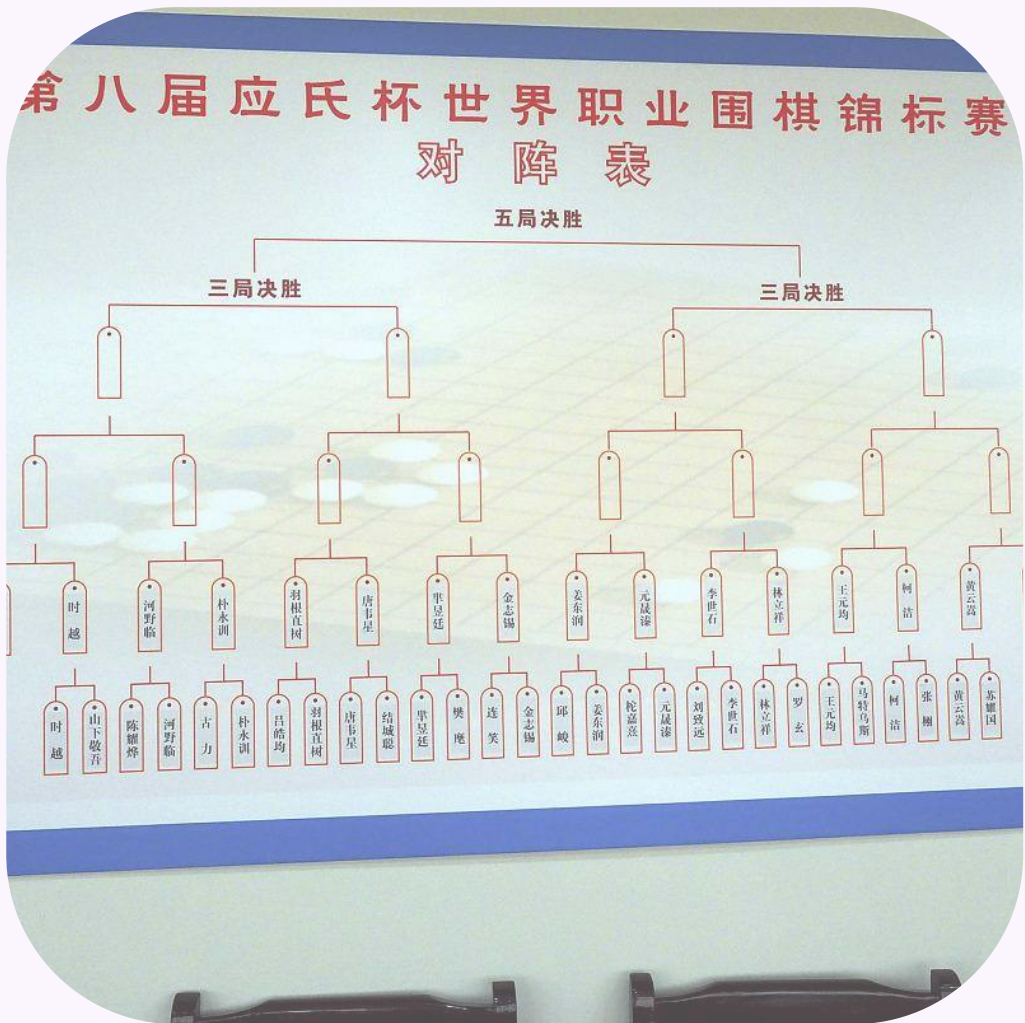 第八届应氏杯世界职业围棋锦标赛
对阵表
五局决胜
三局决胜 三局决胜
时越 河野临 朴永训 羽根直树 唐韦星 芈昱廷 金志锡 姜东润 元晟溱 李世石 林立祥 王元均 柯洁 黄云嵩
时越 山下敬吾 陈耀烨 河野临 古力 朴永训 吕皓均 羽根直树 唐韦星 结城聪 芈昱廷 樊麾 连笑 金志锡 邱峻 姜东润 柁嘉熹 元晟溱 刘致远 李世石 林立祥 罗玄 王元均 马特乌斯 柯洁 张栩 黄云嵩 苏耀国